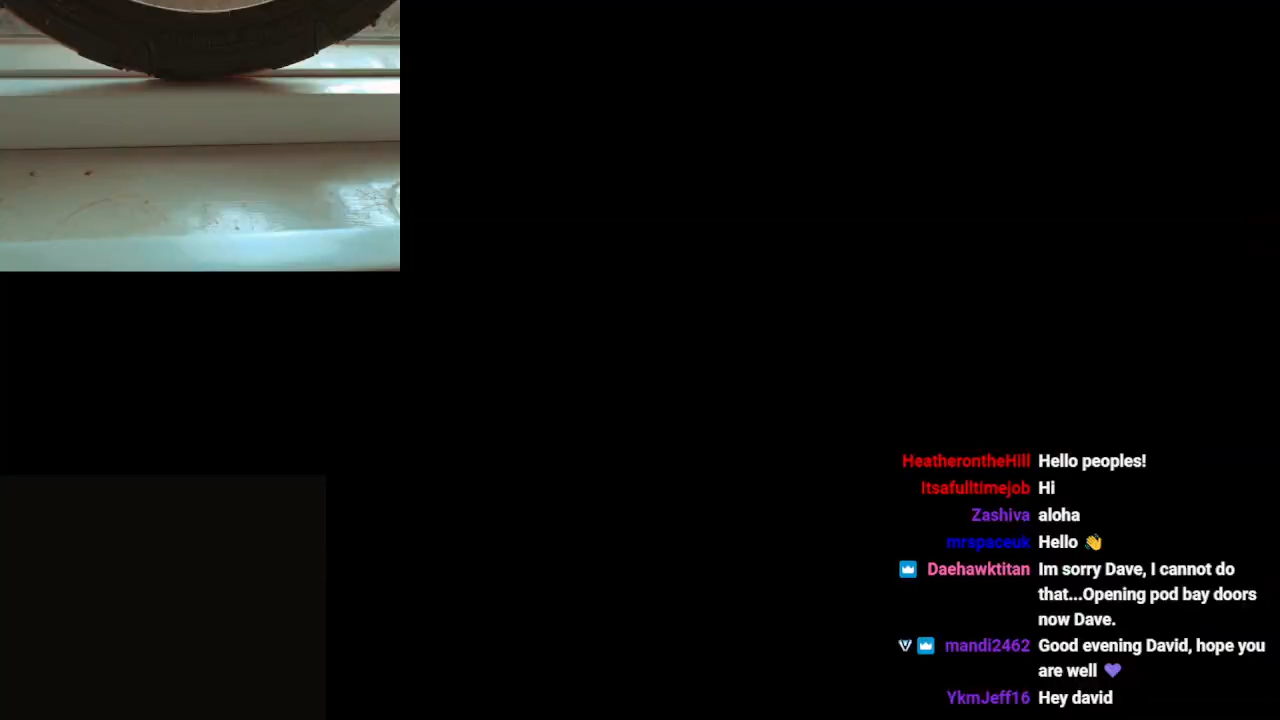 HeatherontheHill Hello peoples!
Itsafulltimejob Hi
Zashiva aloha
mrspaceuk Hello 👋
Daehawktitan Im sorry Dave, I cannot do
that...Opening pod bay doors
now Dave.
mandi2462 Good evening David, hope you
are well 💜
YkmJeff16 Hey david